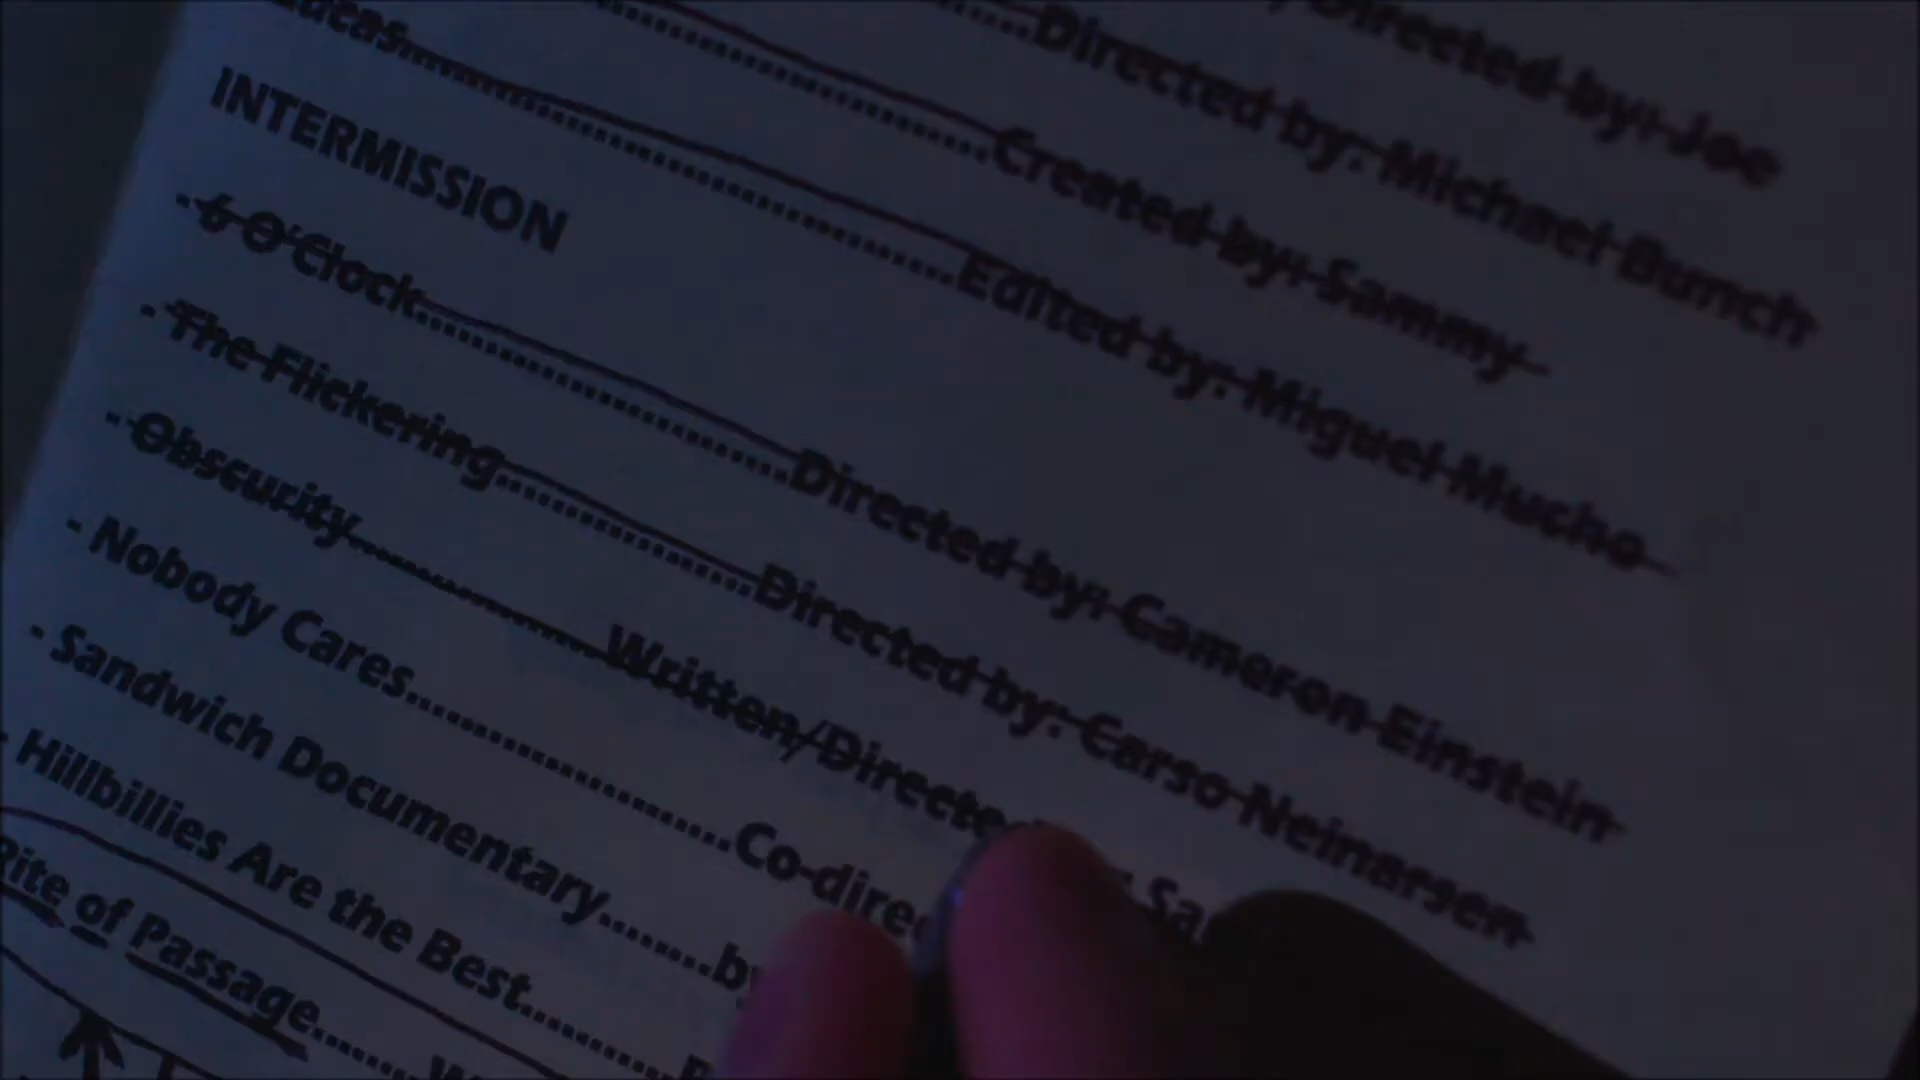 Directed by: Joe
Directed by: Michael Bunch
Created by: Sammy
Edited by: Miguel Mucho
INTERMISSION
- 6 O'Clock..............................Directed by: Cameron Einstein
- The Flickering......................Directed by: Carso Neinarsen
- Obscurity......................Written/Directed
- Nobody Cares..........................Co-direc
- Sandwich Documentary........by
- Hillbillies Are the Best
Rite of Passage